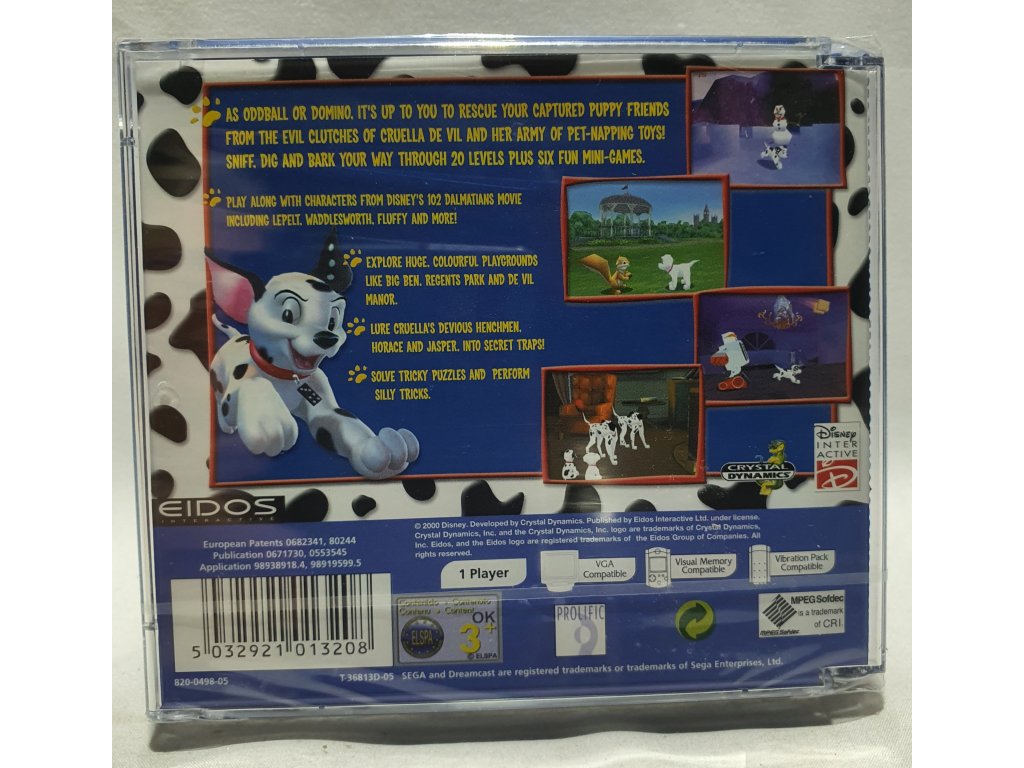 AS ODDBALL OR DOMINO, IT'S UP TO YOU TO RESCUE YOUR CAPTURED PUPPY FRIENDS
FROM THE EVIL CLUTCHES OF CRUELLA DE VIL AND HER ARMY OF PET-NAPPING TOYS!
SNIFF, DIG AND BARK YOUR WAY THROUGH 20 LEVELS PLUS SIX FUN MINI-GAMES.
PLAY ALONG WITH CHARACTERS FROM DISNEY'S 102 DALMATIANS MOVIE
INCLUDING LEPELT, WADDLESWORTH, FLUFFY AND MORE!
EXPLORE HUGE, COLOURFUL PLAYGROUNDS
LIKE BIG BEN, REGENTS PARK AND DE VIL
MANOR.
LURE CRUELLA'S DEVIOUS HENCHMEN,
HORACE AND JASPER, INTO SECRET TRAPS!
SOLVE TRICKY PUZZLES AND PERFORM
SILLY TRICKS.
CRYSTAL
DYNAMICS
DISNEY
INTER
ACTIVE
EIDOS
INTERACTIVE
European Patents 0682341, 80244
Publication 0671730, 0553545
Application 98938918.4, 98919599.5
© 2000 Disney. Developed by Crystal Dynamics. Published by Eidos Interactive Ltd. under license.
Crystal Dynamics, Inc. and the Crystal Dynamics, Inc. logo are trademarks of Crystal Dynamics,
Inc. Eidos, and the Eidos logo are registered trademarks of the Eidos Group of Companies. All
rights reserved.
1 Player
VGA
Compatible
Visual Memory
Compatible
Vibration Pack
Compatible
5 032921 013208
Contenido • Contenuto
Contenu • Content
ELSPA
OK
3+
© ELSPA
PROLIFIC
9
MPEG Sofdec
is a trademark
of CRI.
MPEG Sofdec
820-0498-05
T-36813D-05
SEGA and Dreamcast are registered trademarks or trademarks of Sega Enterprises, Ltd.